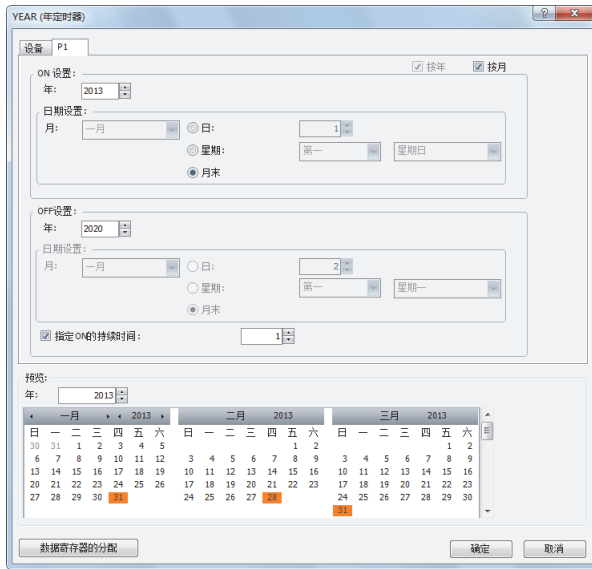 YEAR (年定时器)
设备 P1
按年 按月
ON 设置:
年: 2013
日期设置:
月: 一月 日: 1
星期: 第一 星期日
月末
OFF设置:
年: 2020
日期设置:
月: 一月 日: 2
星期: 第一 星期一
月末
指定ON的持续时间: 1
预览:
年: 2013
一月 2013 二月 2013 三月 2013
日 一 二 三 四 五 六 日 一 二 三 四 五 六 日 一 二 三 四 五 六
30 31 1 2 3 4 5 1 2 1 2
6 7 8 9 10 11 12 3 4 5 6 7 8 9 3 4 5 6 7 8 9
13 14 15 16 17 18 19 10 11 12 13 14 15 16 10 11 12 13 14 15 16
20 21 22 23 24 25 26 17 18 19 20 21 22 23 17 18 19 20 21 22 23
27 28 29 30 31 24 25 26 27 28 24 25 26 27 28 29 30
31
数据寄存器的分配 确定 取消